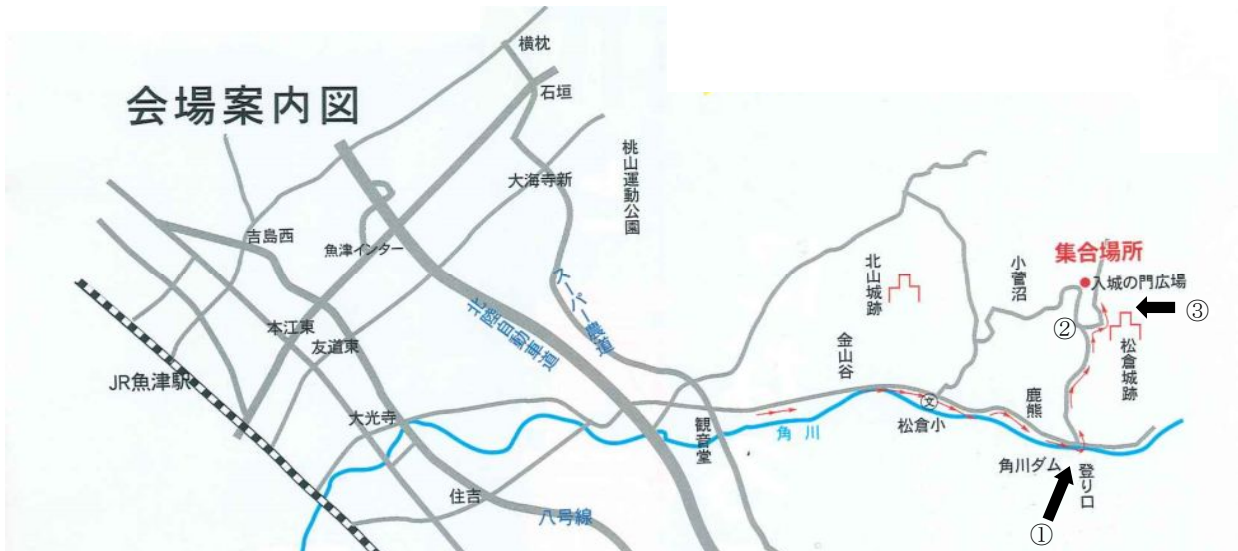 会場案内図
横枕
石垣
桃山運動公園
大海寺新
吉島西
魚津インター
スーパー農道
北陸自動車道
本江東
友道東
JR魚津駅
大光寺
住吉
八号線
観音堂
角川
金山谷
北山城跡
松倉小
文
鹿熊
小菅沼
集合場所
入城の門広場
②
③
松倉城跡
角川ダム
登り口
①